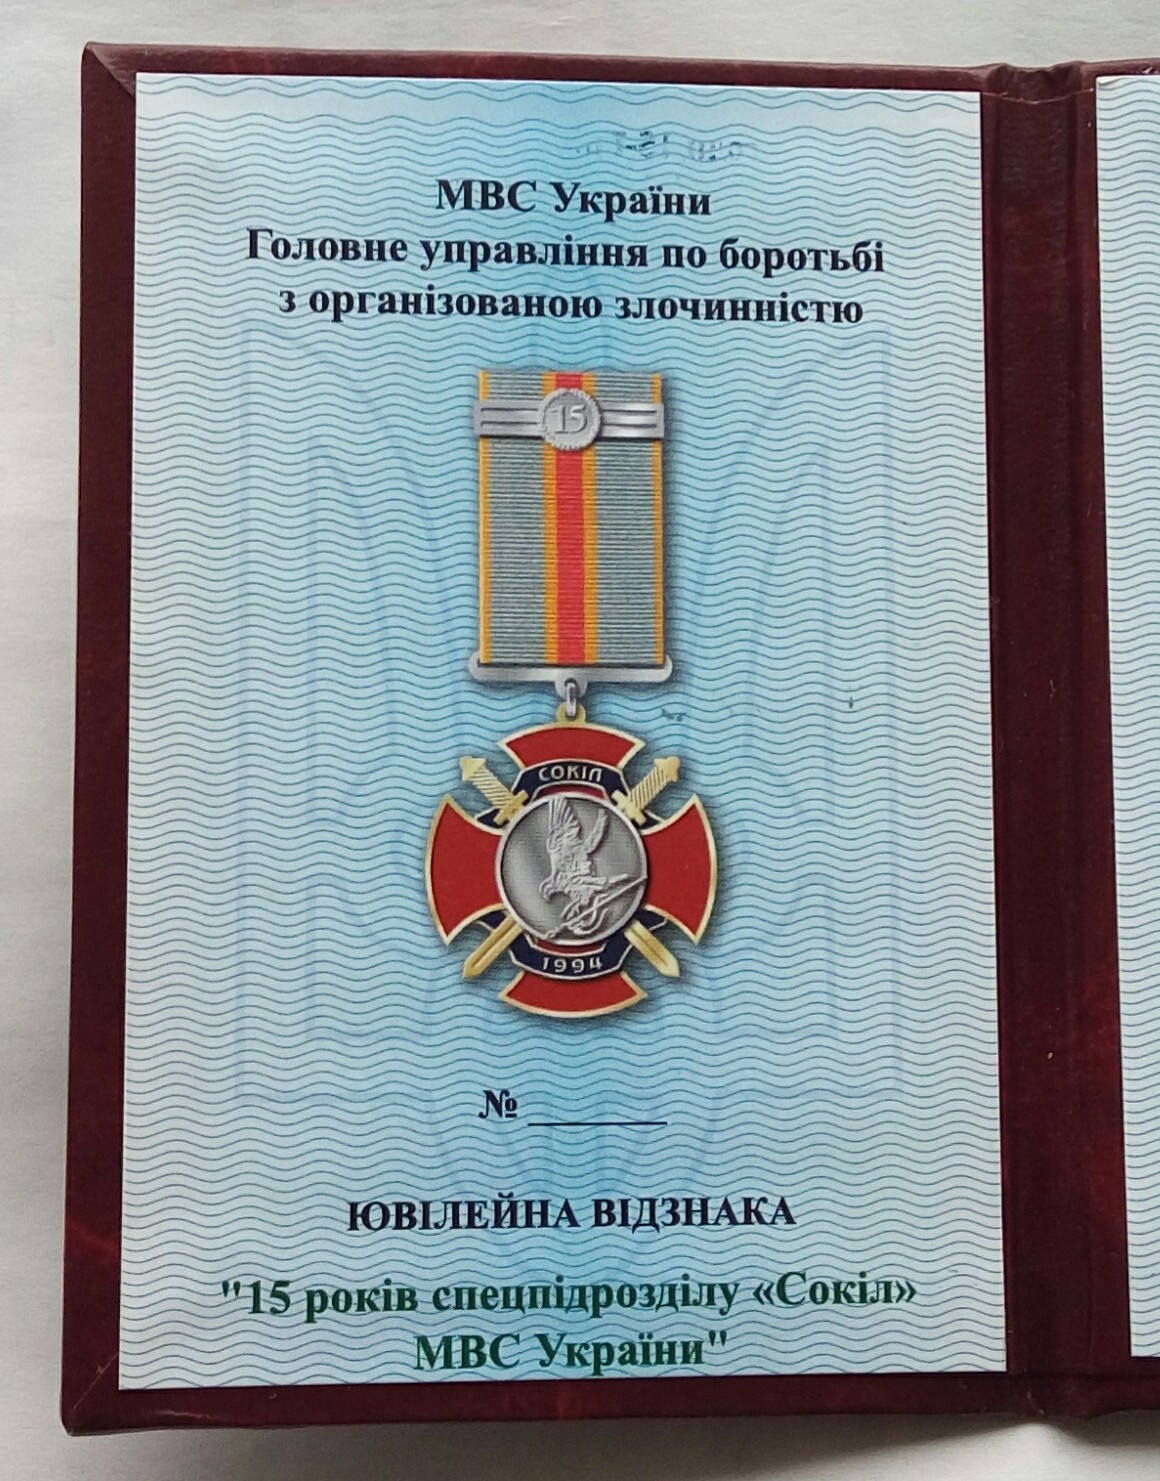 МВС України
Головне управління по боротьбі
з організованою злочинністю
15
СОКІЛ
1994
№
ЮВІЛЕЙНА ВІДЗНАКА
"15 років спецпідрозділу «Сокіл»
МВС України"